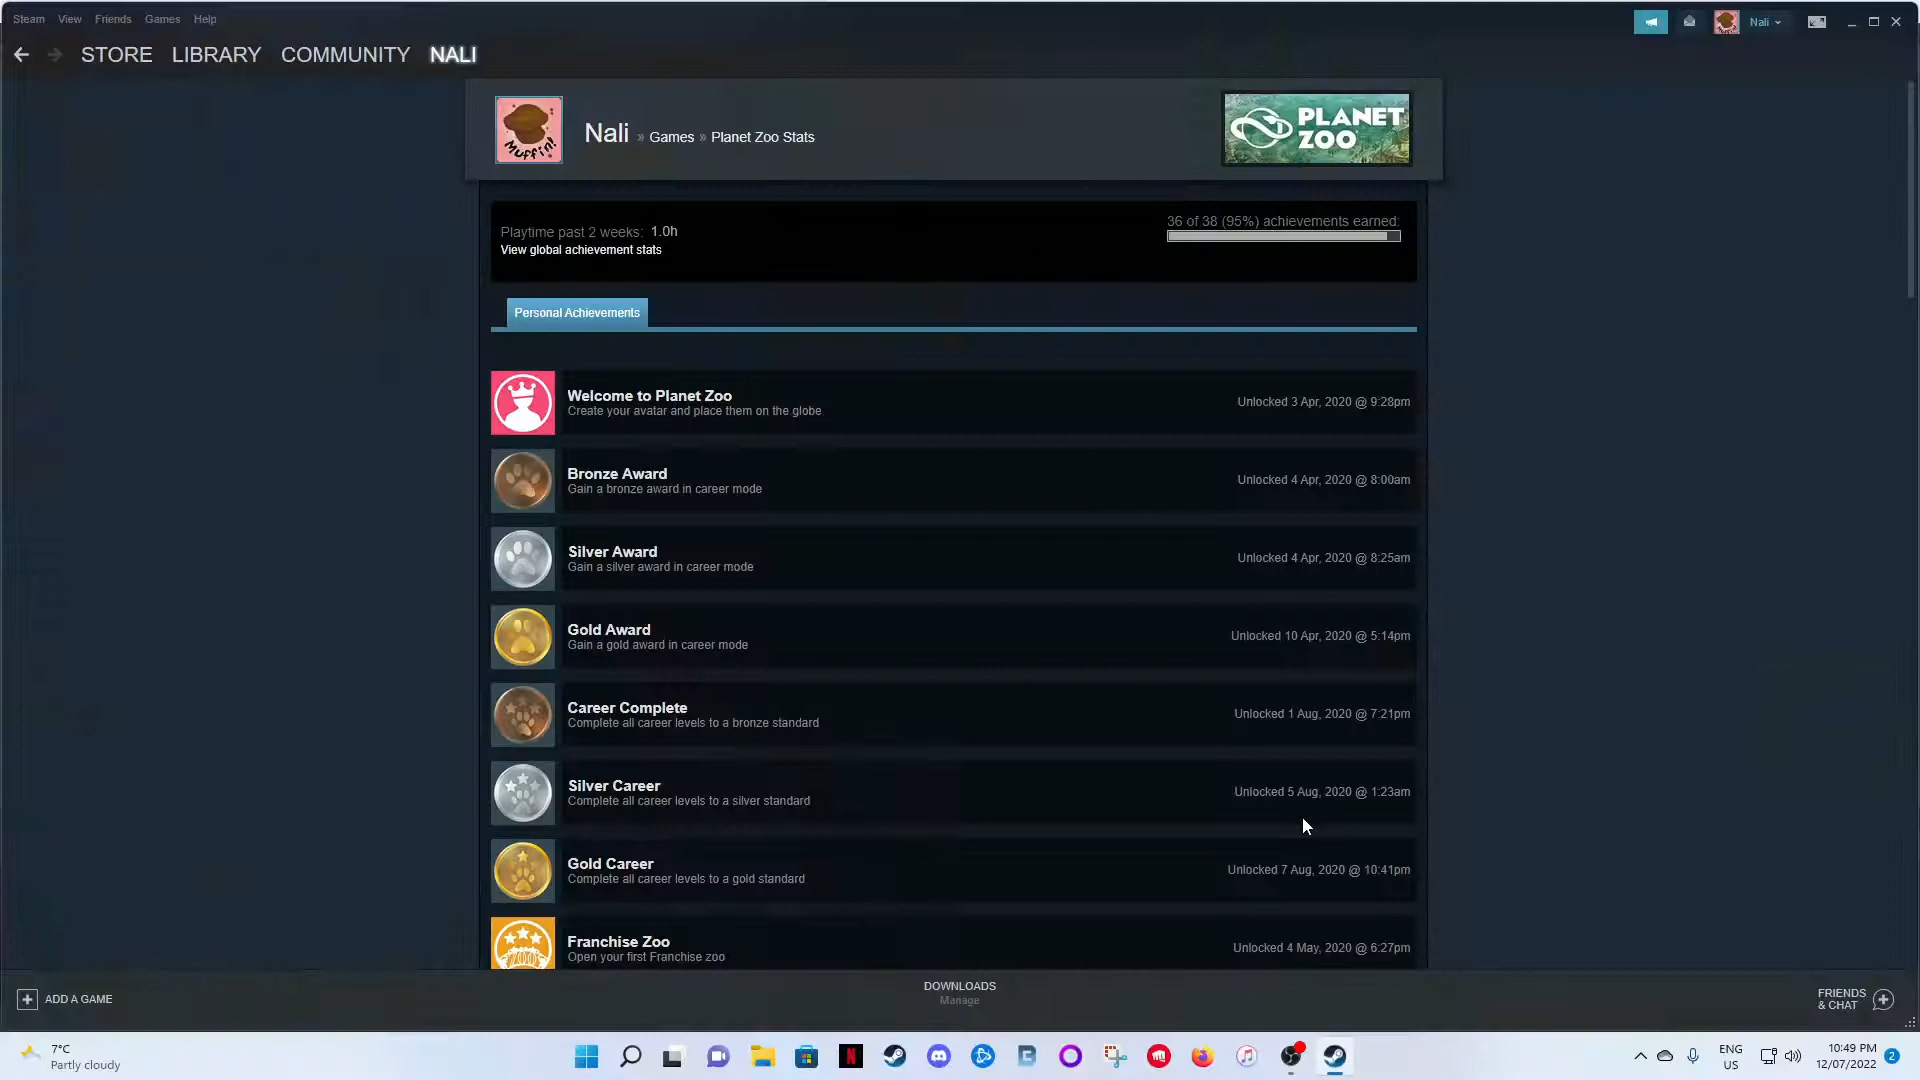 Steam View Friends Games Help
Nali
STORE LIBRARY COMMUNITY NALI
Muffin!
Nali » Games » Planet Zoo Stats
PLANET
ZOO
Playtime past 2 weeks: 1.0h
View global achievement stats
36 of 38 (95%) achievements earned:
Personal Achievements
Welcome to Planet Zoo
Create your avatar and place them on the globe
Unlocked 3 Apr, 2020 @ 9:28pm
Bronze Award
Gain a bronze award in career mode
Unlocked 4 Apr, 2020 @ 8:00am
Silver Award
Gain a silver award in career mode
Unlocked 4 Apr, 2020 @ 8:25am
Gold Award
Gain a gold award in career mode
Unlocked 10 Apr, 2020 @ 5:14pm
Career Complete
Complete all career levels to a bronze standard
Unlocked 1 Aug, 2020 @ 7:21pm
Silver Career
Complete all career levels to a silver standard
Unlocked 5 Aug, 2020 @ 1:23am
Gold Career
Complete all career levels to a gold standard
Unlocked 7 Aug, 2020 @ 10:41pm
Franchise Zoo
Open your first Franchise zoo
Unlocked 4 May, 2020 @ 6:27pm
ADD A GAME
DOWNLOADS
Manage
FRIENDS
& CHAT
7°C
Partly cloudy
N
ENG
US
10:49 PM
12/07/2022
2